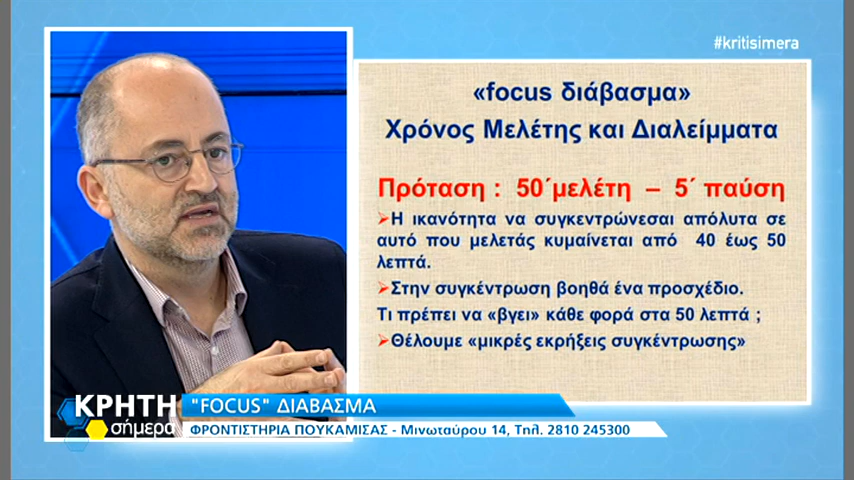 #kritisimera
«focus διάβασμα»
Χρόνος Μελέτης και Διαλείμματα
Πρόταση : 50΄μελέτη – 5΄ παύση
➤Η ικανότητα να συγκεντρώνεσαι απόλυτα σε
αυτό που μελετάς κυμαίνεται από 40 έως 50
λεπτά.
➤Στην συγκέντρωση βοηθά ένα προσχέδιο.
Τι πρέπει να «βγει» κάθε φορά στα 50 λεπτά ;
➤Θέλουμε «μικρές εκρήξεις συγκέντρωσης»
ΚΡΗΤΗ
σήμερα
"FOCUS" ΔΙΑΒΑΣΜΑ
ΦΡΟΝΤΙΣΤΗΡΙΑ ΠΟΥΚΑΜΙΣΑΣ - Μινωταύρου 14, Τηλ. 2810 245300